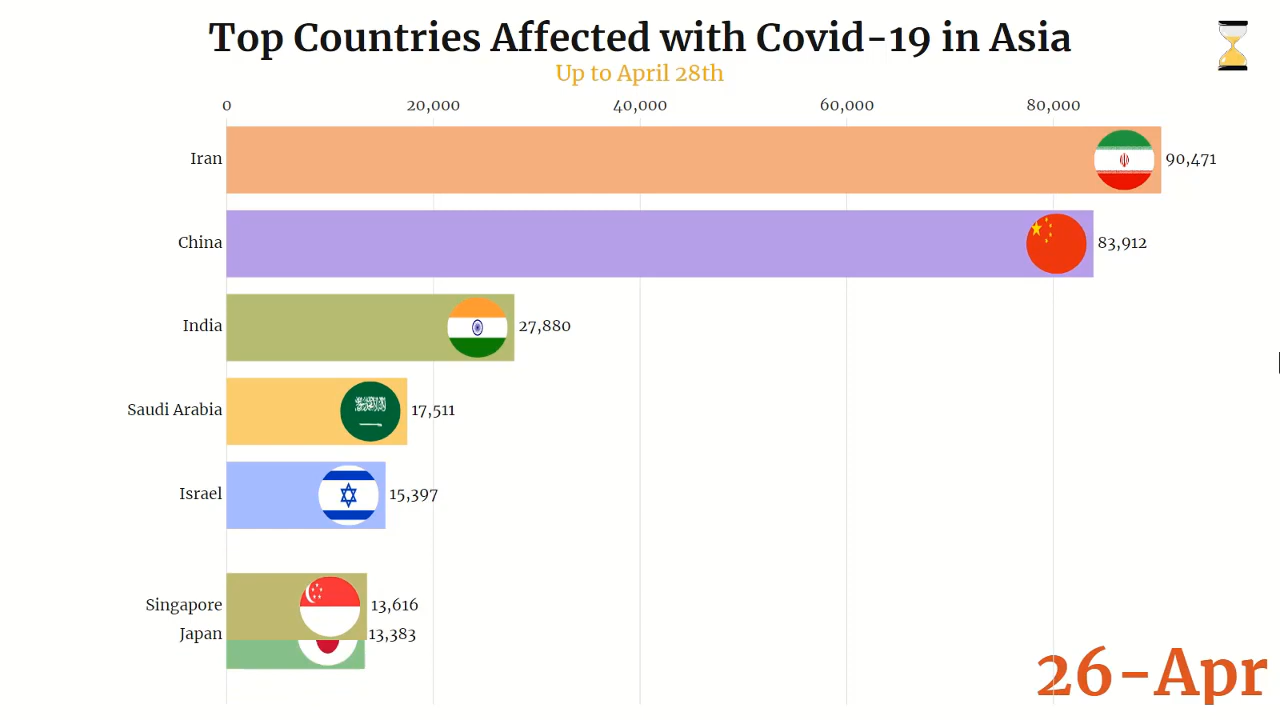 Top Countries Affected with Covid-19 in Asia
Up to April 28th
0 20,000 40,000 60,000 80,000
Iran 90,471
China 83,912
India 27,880
Saudi Arabia 17,511
Israel 15,397
Singapore 13,616
Japan 13,383
26-Apr